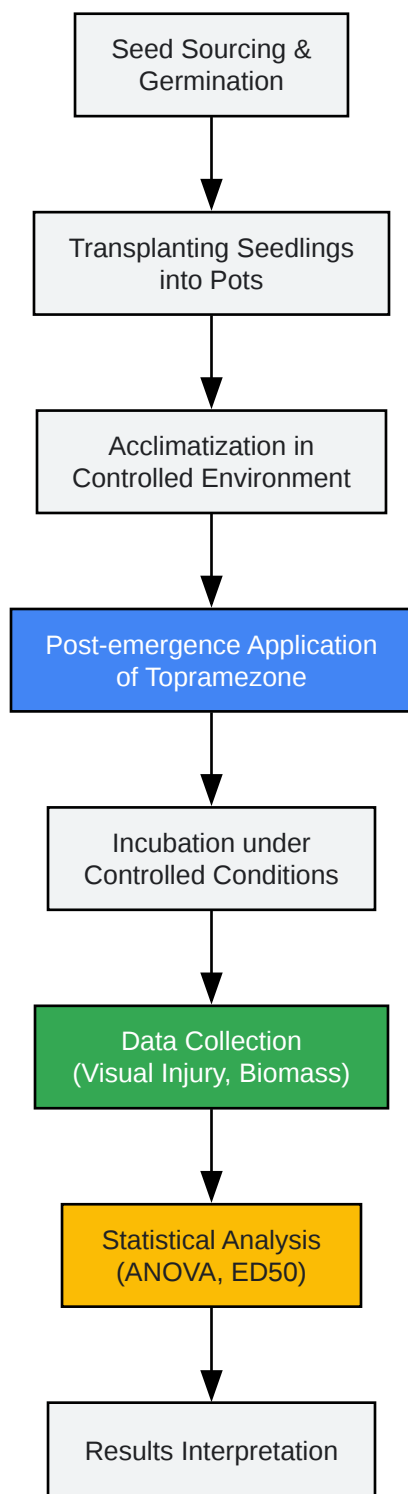 Seed Sourcing &
Germination
Transplanting Seedlings
into Pots
Acclimatization in
Controlled Environment
Post-emergence Application
of Topramezone
Incubation under
Controlled Conditions
Data Collection
(Visual Injury, Biomass)
Statistical Analysis
(ANOVA, ED50)
Results Interpretation